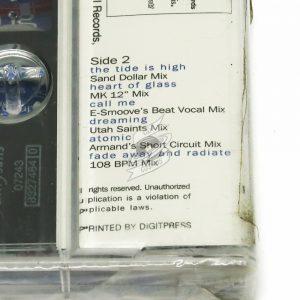 l Records.
Side 2
the tide is high
Sand Dollar Mix
heart of glass
MK 12" Mix
call me
E-Smoove's Beat Vocal Mix
dreaming
Utah Saints Mix
atomic
Armand's Short Circuit Mix
fade away and radiate
108 BPM Mix
rights reserved. Unauthorized
plication is a violation of
plicable laws.
PRINTED BY DIGITPRESS
07243